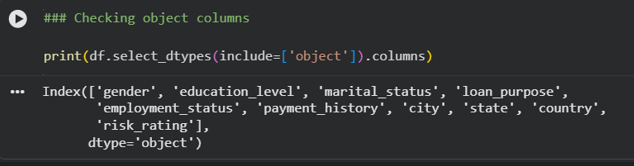 ### Checking object columns
print(df.select_dtypes(include=['object']).columns)
Index(['gender', 'education_level', 'marital_status', 'loan_purpose',
'employment_status', 'payment_history', 'city', 'state', 'country',
'risk_rating'],
dtype='object')